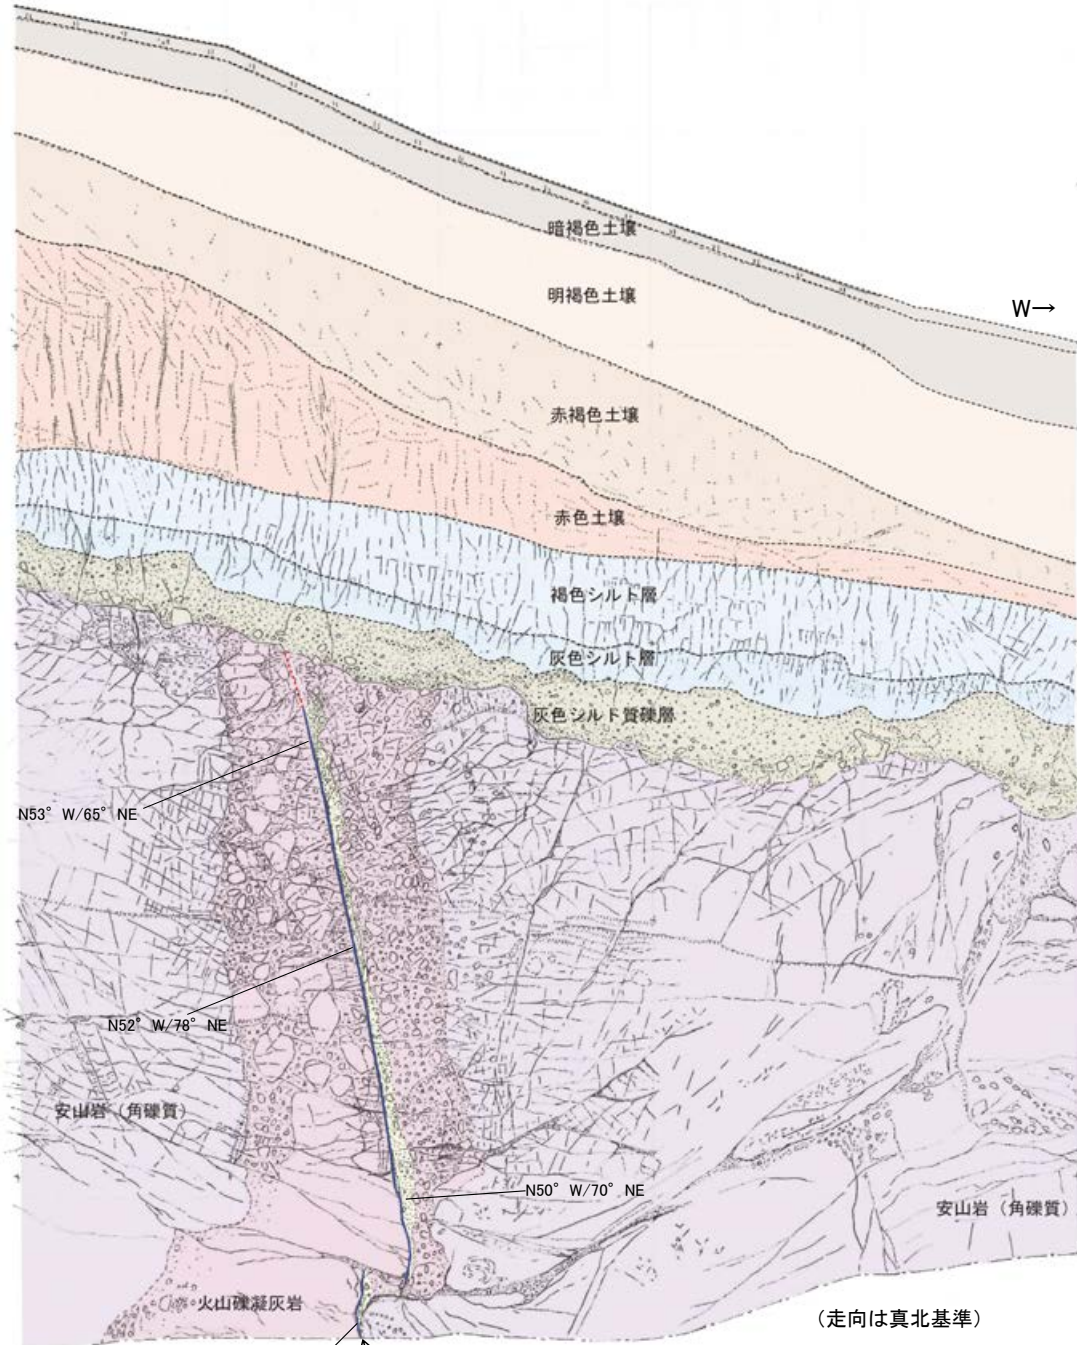 暗褐色土壌
明褐色土壌
W→
赤褐色土壌
赤色土壌
褐色シルト層
灰色シルト層
灰色シルト質礫層
N53°W/65°NE
N52°W/78°NE
安山岩（角礫質）
N50°W/70°NE
安山岩（角礫質）
火山礫凝灰岩
（走向は真北基準）